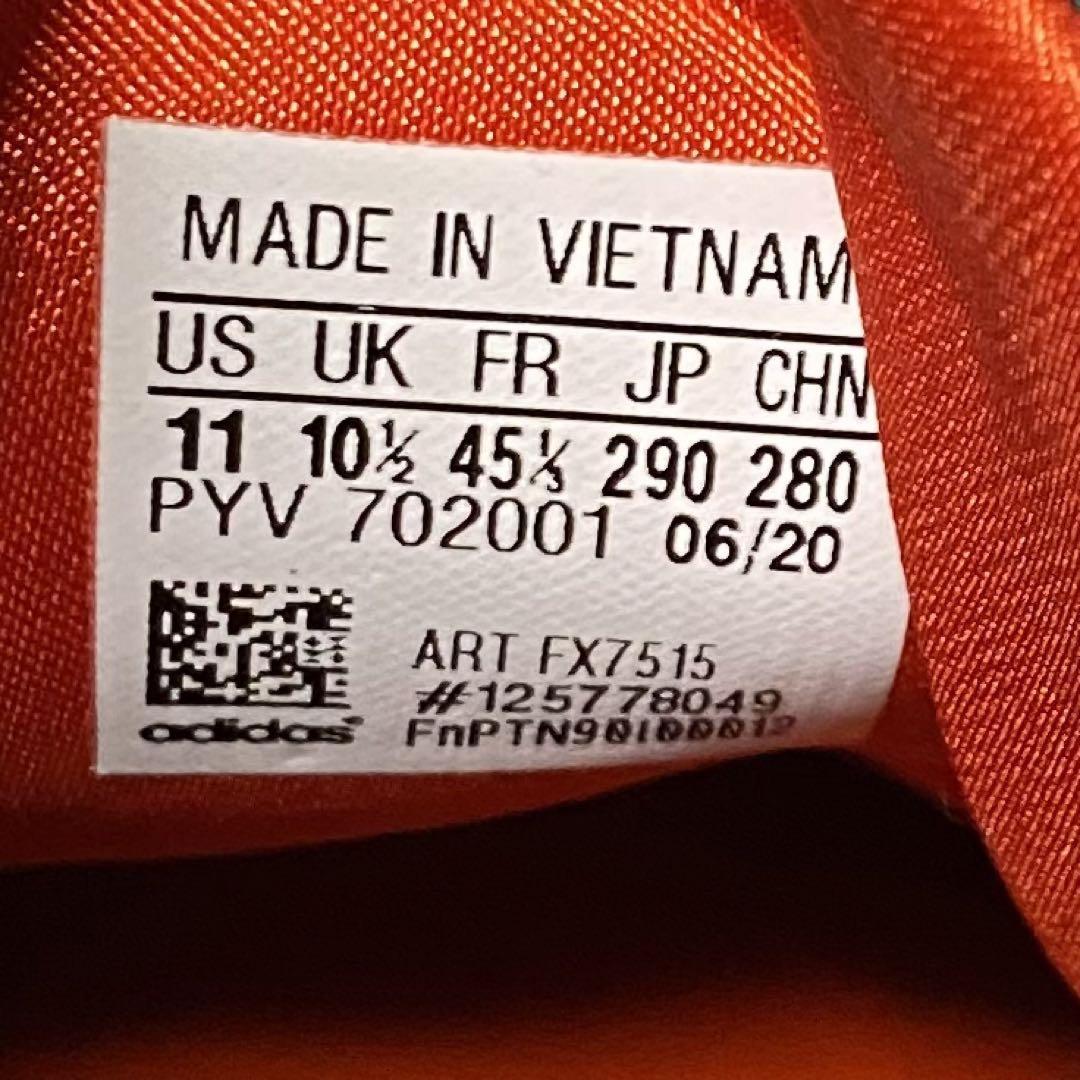 MADE IN VIETNAM
US UK FR JP CHN
11 10½ 45⅓ 290 280
PYV 702001 06/20
ART FX7515
#125778049
adidas FnPTN90I00012